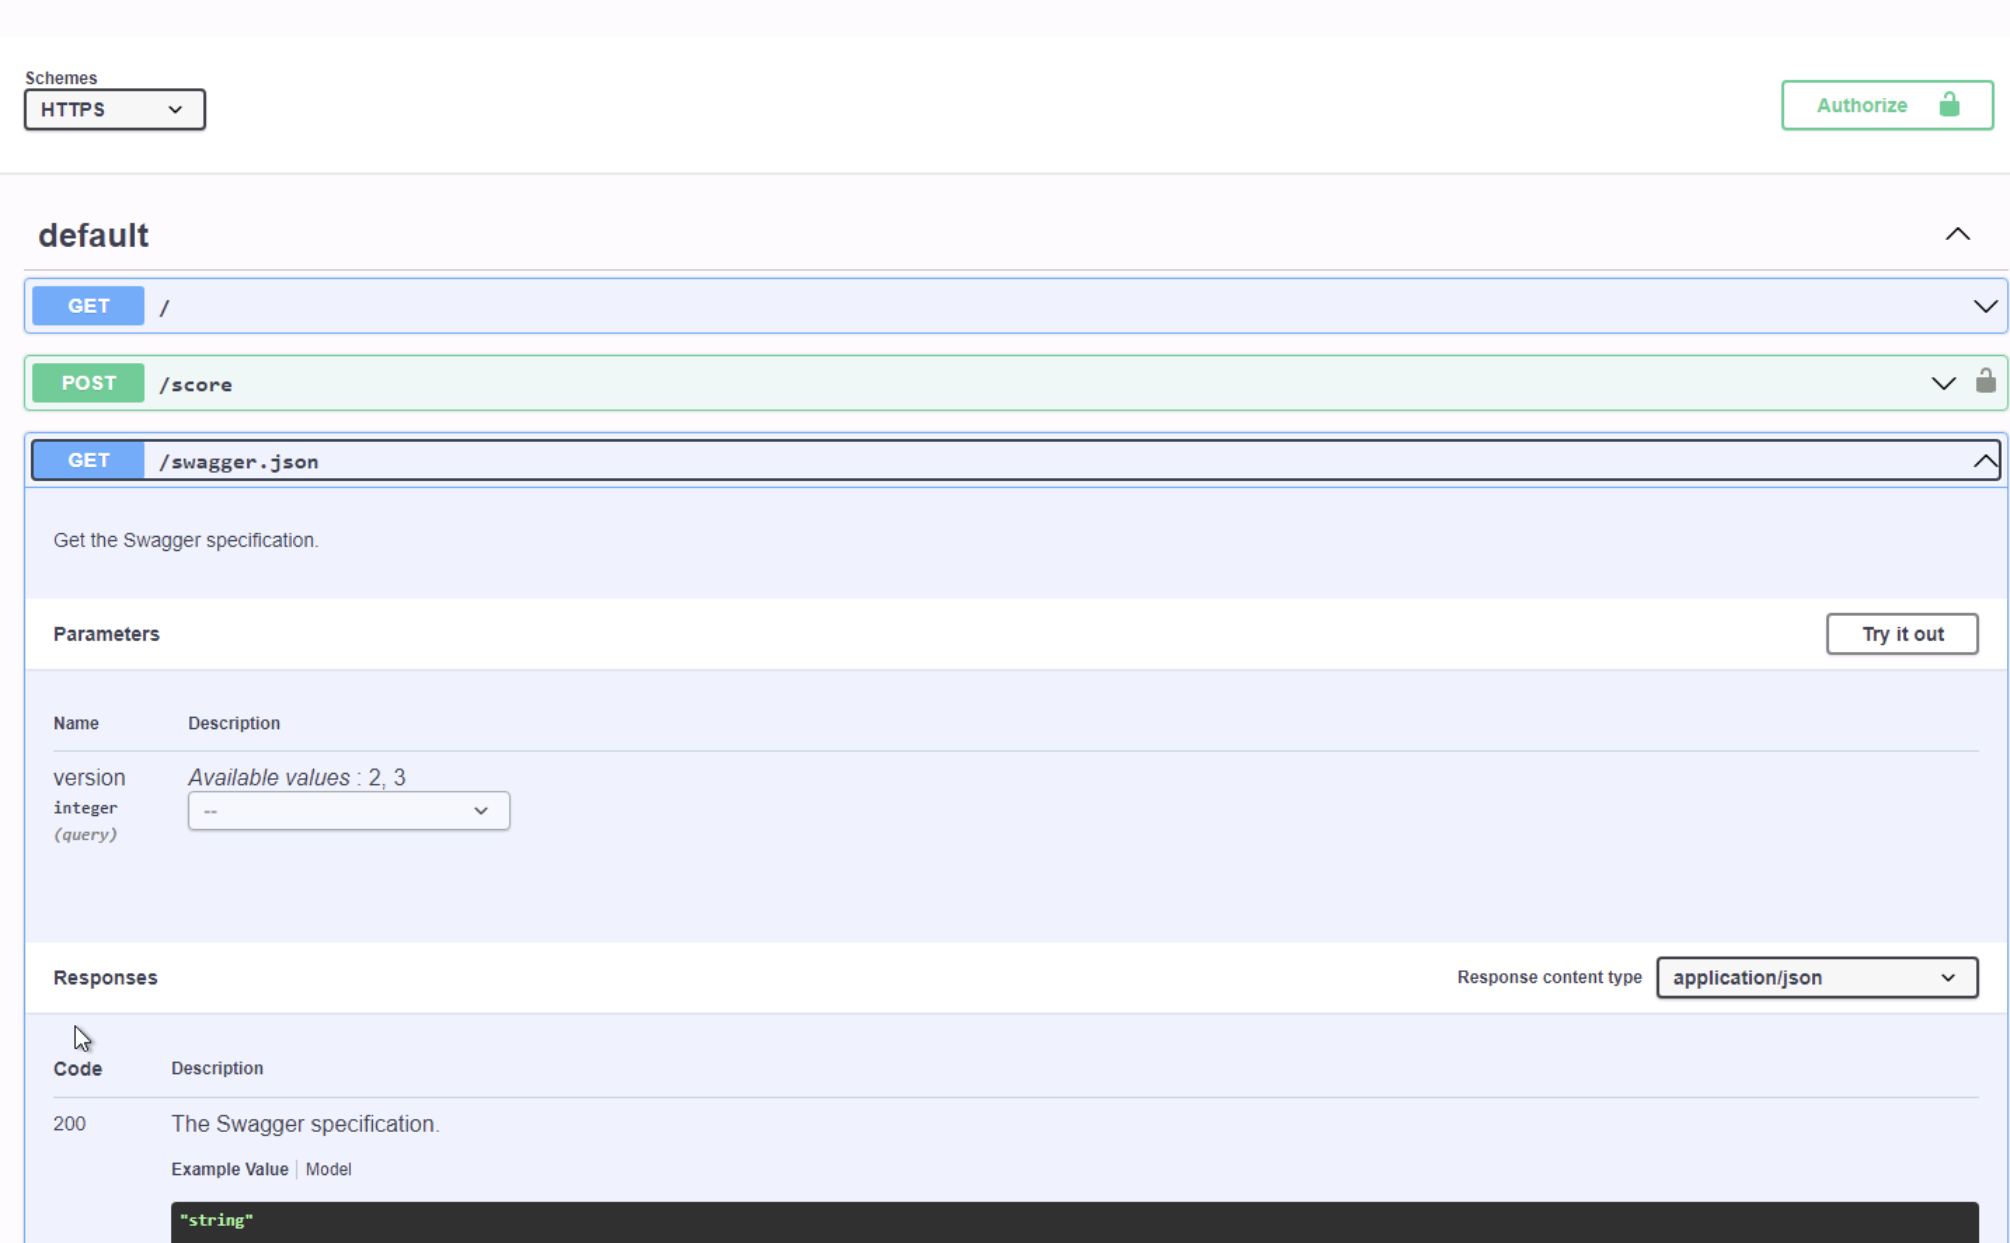 Schemes
HTTPS
Authorize
default
GET /
POST /score
GET /swagger.json
Get the Swagger specification.
Parameters
Try it out
Name Description
version Available values : 2, 3
integer --
(query)
Responses
Response content type application/json
Code Description
200 The Swagger specification.
Example Value Model
"string"